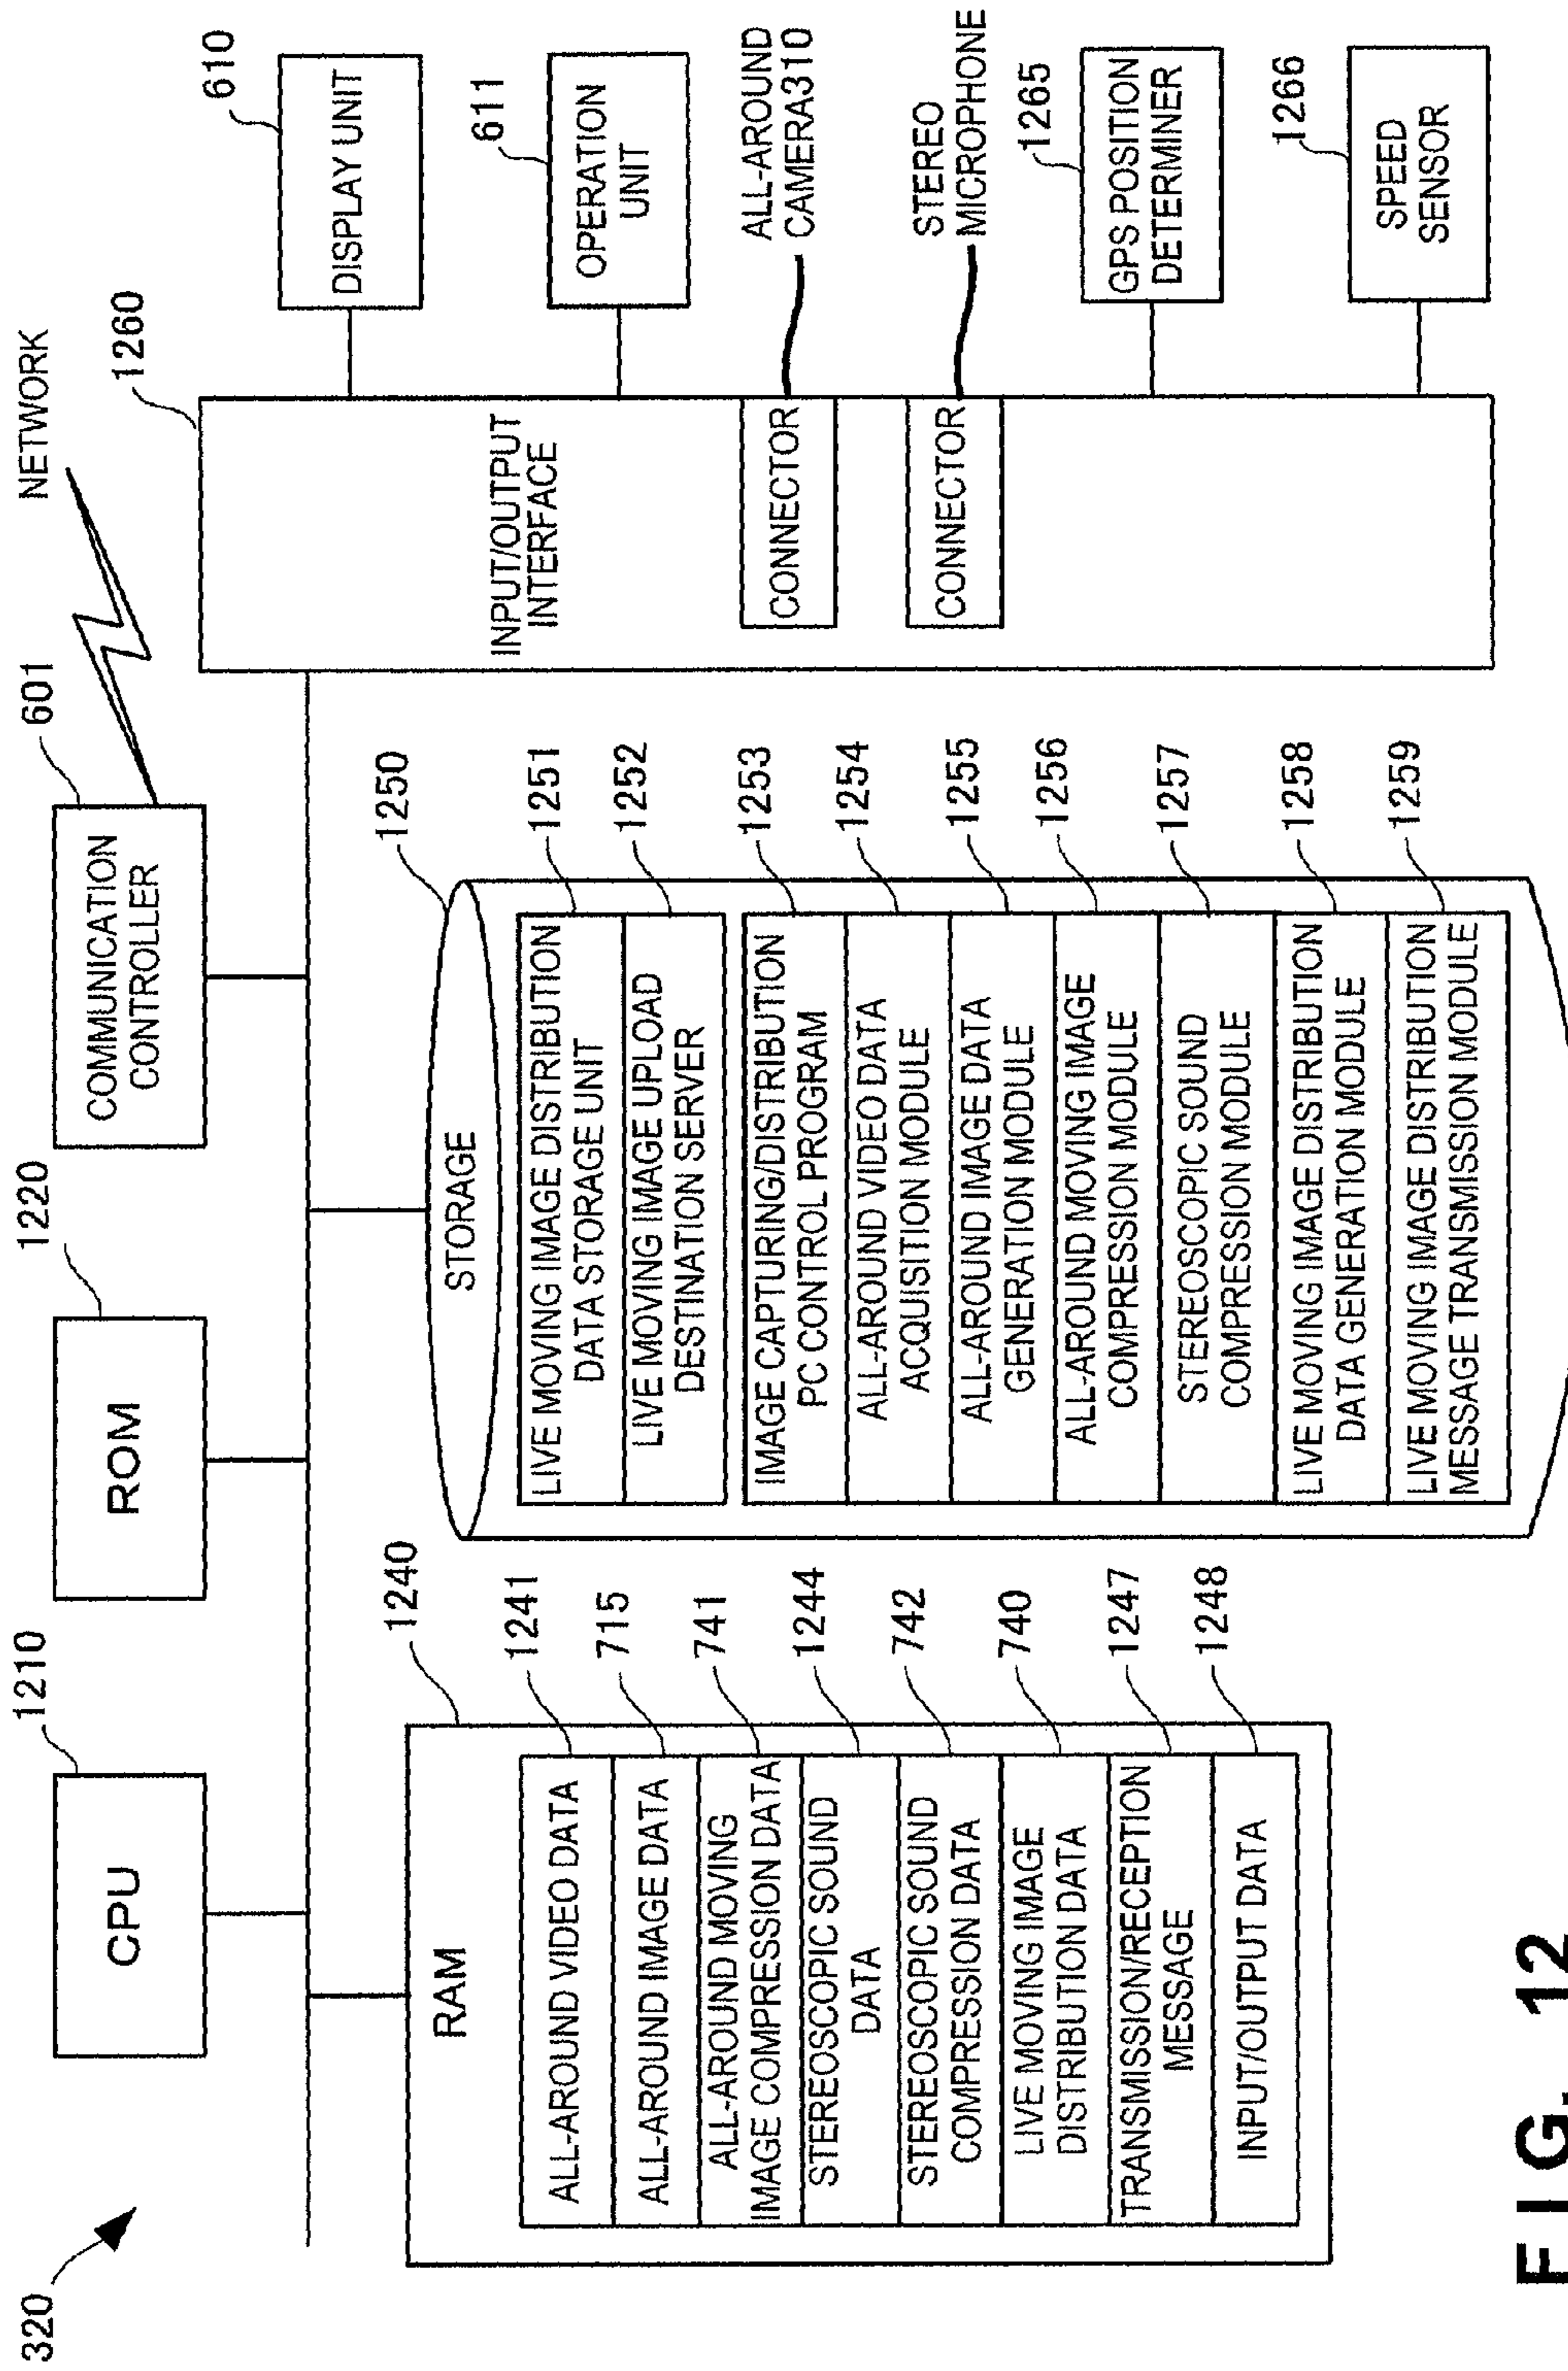 320
CPU
1210
ROM
1220
COMMUNICATION
CONTROLLER
601
NETWORK
RAM
1240
ALL-AROUND VIDEO DATA
1241
ALL-AROUND IMAGE DATA
715
ALL-AROUND MOVING
IMAGE COMPRESSION DATA
741
STEREOSCOPIC SOUND
DATA
1244
STEREOSCOPIC SOUND
COMPRESSION DATA
742
LIVE MOVING IMAGE
DISTRIBUTION DATA
740
TRANSMISSION/RECEPTION
MESSAGE
1247
INPUT/OUTPUT DATA
1248
STORAGE
1250
LIVE MOVING IMAGE DISTRIBUTION
DATA STORAGE UNIT
1251
LIVE MOVING IMAGE UPLOAD
DESTINATION SERVER
1252
IMAGE CAPTURING/DISTRIBUTION
PC CONTROL PROGRAM
1253
ALL-AROUND VIDEO DATA
ACQUISITION MODULE
1254
ALL-AROUND IMAGE DATA
GENERATION MODULE
1255
ALL-AROUND MOVING IMAGE
COMPRESSION MODULE
1256
STEREOSCOPIC SOUND
COMPRESSION MODULE
1257
LIVE MOVING IMAGE DISTRIBUTION
DATA GENERATION MODULE
1258
LIVE MOVING IMAGE DISTRIBUTION
MESSAGE TRANSMISSION MODULE
1259
1260
INPUT/OUTPUT
INTERFACE
CONNECTOR
CONNECTOR
DISPLAY UNIT
610
OPERATION
UNIT
611
ALL-AROUND
CAMERA310
STEREO
MICROPHONE
GPS POSITION
DETERMINER
1265
SPEED
SENSOR
1266
FIG. 12